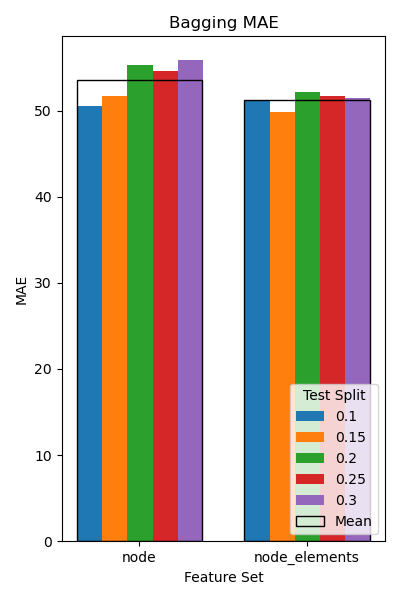 Bagging MAE
MAE
50
40
30
20
10
0
node
node_elements
Feature Set
Test Split
0.1
0.15
0.2
0.25
0.3
Mean